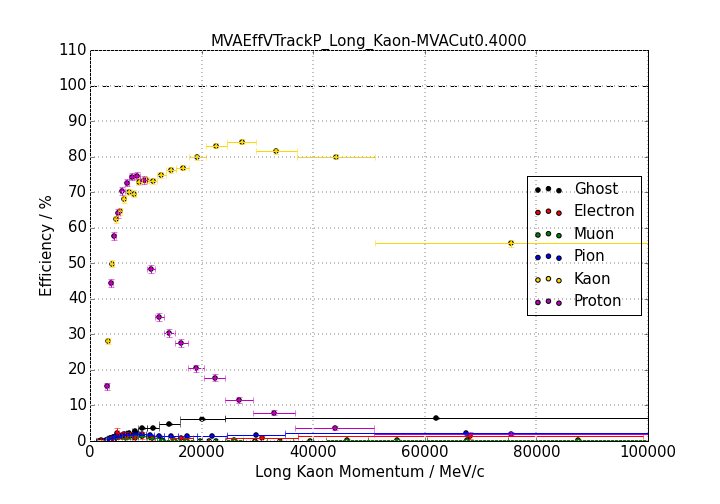 MVAEffVTrackP_Long_Kaon-MVACut0.4000
110
100
90
80
70
60
50
40
30
20
10
0
Efficiency / %
Ghost
Electron
Muon
Pion
Kaon
Proton
0 20000 40000 60000 80000 100000
Long Kaon Momentum / MeV/c